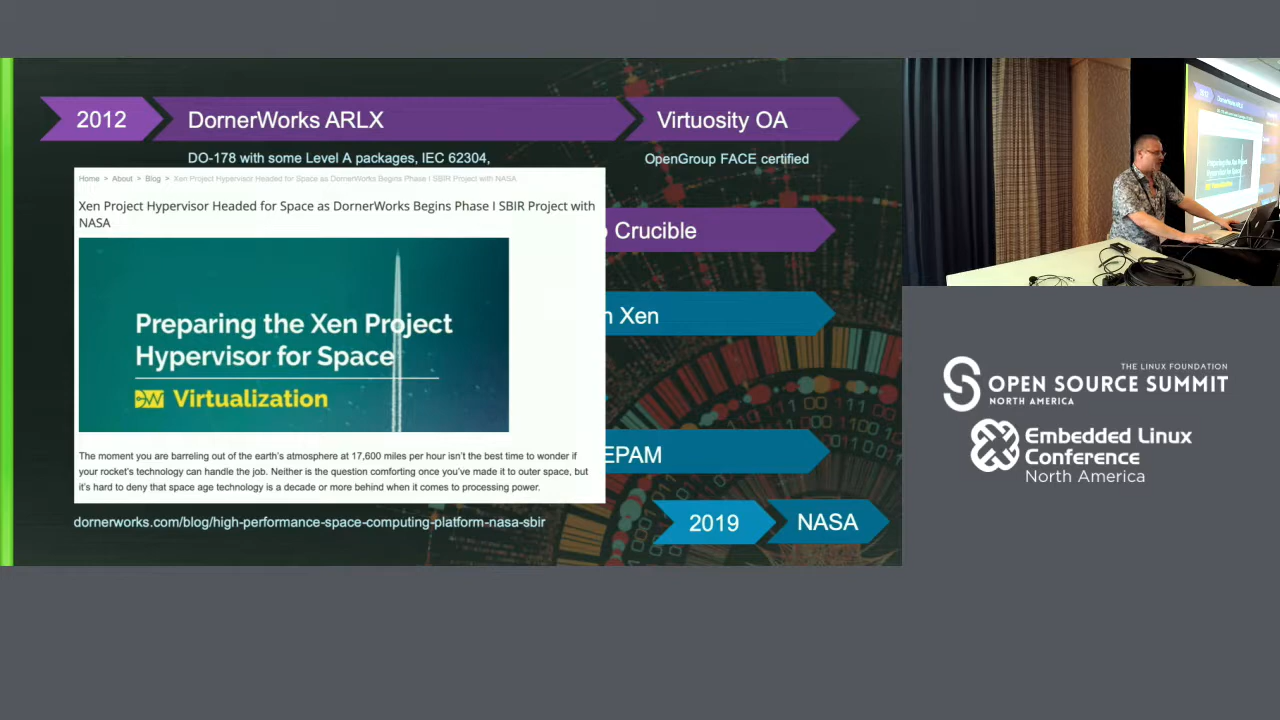 2012
DornerWorks ARLX
Virtuosity OA
DO-178 with some Level A packages, IEC 62304,
OpenGroup FACE certified
Home > About > Blog > Xen Project Hypervisor Headed for Space as DornerWorks Begins Phase I SBIR Project with NASA
Xen Project Hypervisor Headed for Space as DornerWorks Begins Phase I SBIR Project with
NASA
Preparing the Xen Project
Hypervisor for Space
Virtualization
The moment you are barreling out of the earth's atmosphere at 17,600 miles per hour isn't the best time to wonder if
your rocket's technology can handle the job. Neither is the question comforting once you've made it to outer space, but
it's hard to deny that space age technology is a decade or more behind when it comes to processing power.
dornerworks.com/blog/high-performance-space-computing-platform-nasa-sbir
Crucible
Xen
EPAM
2019
NASA
THE LINUX FOUNDATION
OPEN SOURCE SUMMIT
NORTH AMERICA
Embedded Linux
Conference
North America